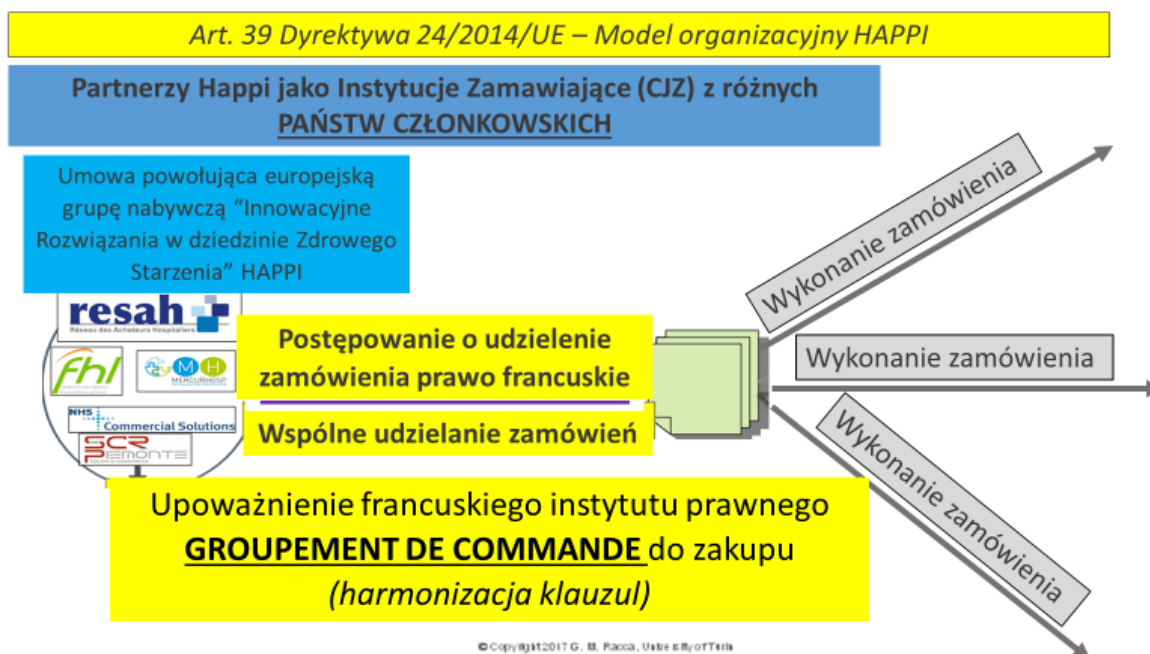 Art. 39 Dyrektywa 24/2014/UE – Model organizacyjny HAPPI
Partnerzy Happi jako Instytucje Zamawiające (CJZ) z różnych
PAŃSTW CZŁONKOWSKICH
Umowa powołująca europejską
grupę nabywczą “Innowacyjne
Rozwiązania w dziedzinie Zdrowego
Starzenia” HAPPI
resah
Réseau des Acheteurs Hospitaliers
fhl
MH
MERCURHOSP
NHS
Commercial Solutions
SCR
PIEMONTE
Postępowanie o udzielenie
zamówienia prawo francuskie
Wspólne udzielanie zamówień
Upoważnienie francuskiego instytutu prawnego
GROUPEMENT DE COMMANDE do zakupu
(harmonizacja klauzul)
Wykonanie zamówienia
Wykonanie zamówienia
Wykonanie zamówienia
© Copyright 2017 G. M. Racca, University of Turin